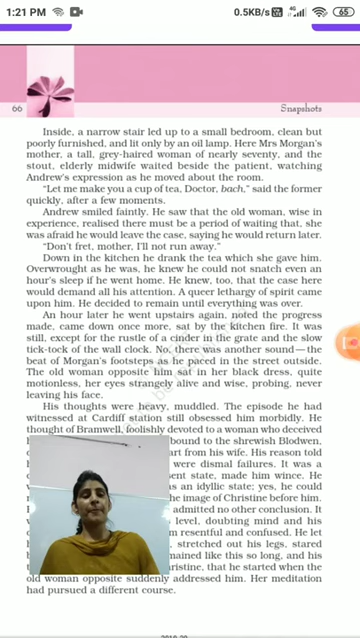 1:21 PM
0.5KB/s
4G
65
66
Snapshots
Inside, a narrow stair led up to a small bedroom, clean but
poorly furnished, and lit only by an oil lamp. Here Mrs Morgan's
mother, a tall, grey-haired woman of nearly seventy, and the
stout, elderly midwife waited beside the patient, watching
Andrew's expression as he moved about the room.
"Let me make you a cup of tea, Doctor, bach," said the former
quickly, after a few moments.
Andrew smiled faintly. He saw that the old woman, wise in
experience, realised there must be a period of waiting that, she
was afraid he would leave the case, saying he would return later.
"Don't fret, mother, I'll not run away."
Down in the kitchen he drank the tea which she gave him.
Overwrought as he was, he knew he could not snatch even an
hour's sleep if he went home. He knew, too, that the case here
would demand all his attention. A queer lethargy of spirit came
upon him. He decided to remain until everything was over.
An hour later he went upstairs again, noted the progress
made, came down once more, sat by the kitchen fire. It was
still, except for the rustle of a cinder in the grate and the slow
tick-tock of the wall clock. No, there was another sound — the
beat of Morgan's footsteps as he paced in the street outside.
The old woman opposite him sat in her black dress, quite
motionless, her eyes strangely alive and wise, probing, never
leaving his face.
His thoughts were heavy, muddled. The episode he had
witnessed at Cardiff station still obsessed him morbidly. He
thought of Bramwell, foolishly devoted to a woman who deceived
bound to the shrewish Blodwen,
art from his wife. His reason told
were dismal failures. It was a
sent state, made him wince. He
as an idyllic state; yes, he could
he image of Christine before him.
admitted no other conclusion. It
level, doubting mind and his
m resentful and confused. He let
, stretched out his legs, stared
mained like this so long, and his
hristine, that he started when the
old woman opposite suddenly addressed him. Her meditation
had pursued a different course.